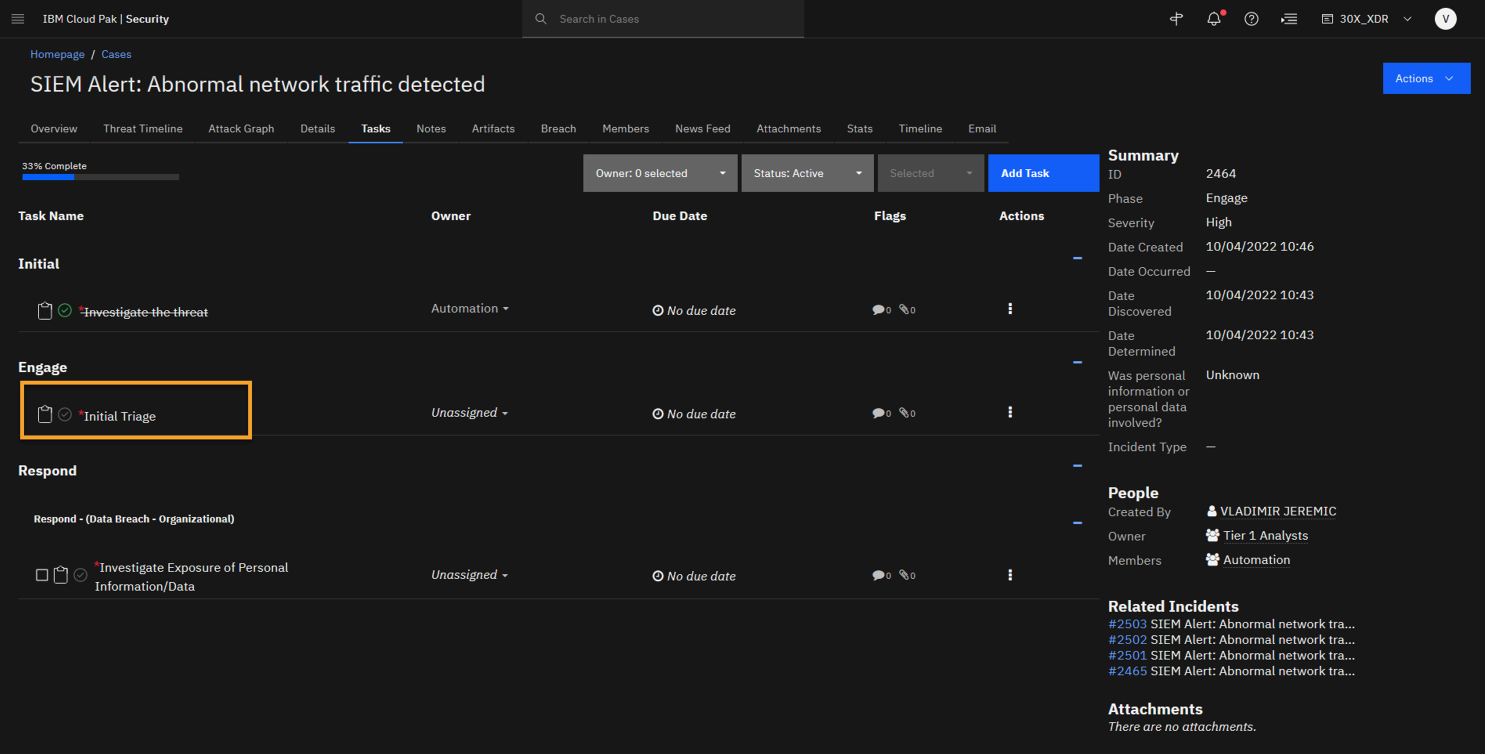 IBM Cloud Pak | Security
Search in Cases
30X_XDR
V
Homepage / Cases
SIEM Alert: Abnormal network traffic detected
Actions
Overview Threat Timeline Attack Graph Details Tasks Notes Artifacts Breach Members News Feed Attachments Stats Timeline Email
33% Complete
Owner: 0 selected
Status: Active
Selected
Add Task
Task Name Owner Due Date Flags Actions
Initial
*Investigate the threat Automation No due date 0 0
Engage
*Initial Triage Unassigned No due date 0 0
Respond
Respond - (Data Breach - Organizational)
*Investigate Exposure of Personal
Information/Data
Unassigned No due date 0 0
Summary
ID 2464
Phase Engage
Severity High
Date Created 10/04/2022 10:46
Date Occurred —
Date 10/04/2022 10:43
Discovered
Date 10/04/2022 10:43
Determined
Was personal Unknown
information or
personal data
involved?
Incident Type —
People
Created By VLADIMIR JEREMIC
Owner Tier 1 Analysts
Members Automation
Related Incidents
#2503 SIEM Alert: Abnormal network tra...
#2502 SIEM Alert: Abnormal network tra...
#2501 SIEM Alert: Abnormal network tra...
#2465 SIEM Alert: Abnormal network tra...
Attachments
There are no attachments.